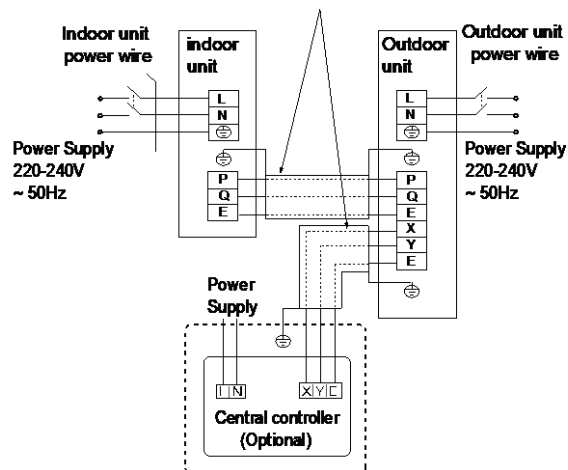 Indoor unit
power wire
indoor
unit
Outdoor
unit
Outdoor unit
power wire
L
N
L
N
Power Supply
220-240V
~ 50Hz
Power Supply
220-240V
~ 50Hz
P
Q
E
P
Q
E
X
Y
E
Power
Supply
N
X Y
Central controller
(Optional)